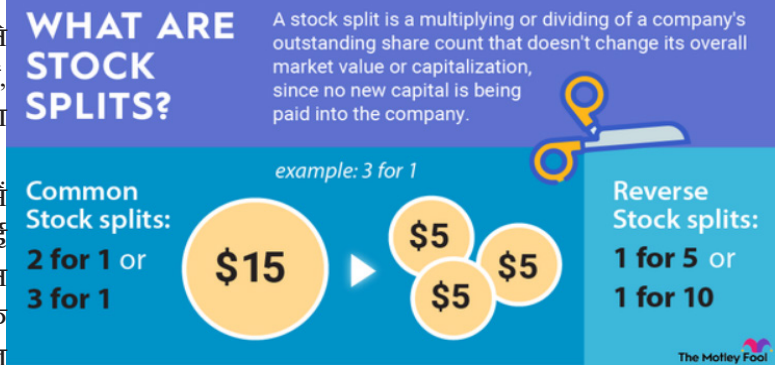 WHAT ARE
STOCK
SPLITS?
A stock split is a multiplying or dividing of a company's
outstanding share count that doesn't change its overall
market value or capitalization,
since no new capital is being
paid into the company.
example: 3 for 1
Common
Stock splits:
2 for 1 or
3 for 1
$15
$5
$5
$5
Reverse
Stock splits:
1 for 5 or
1 for 10
The Motley Fool